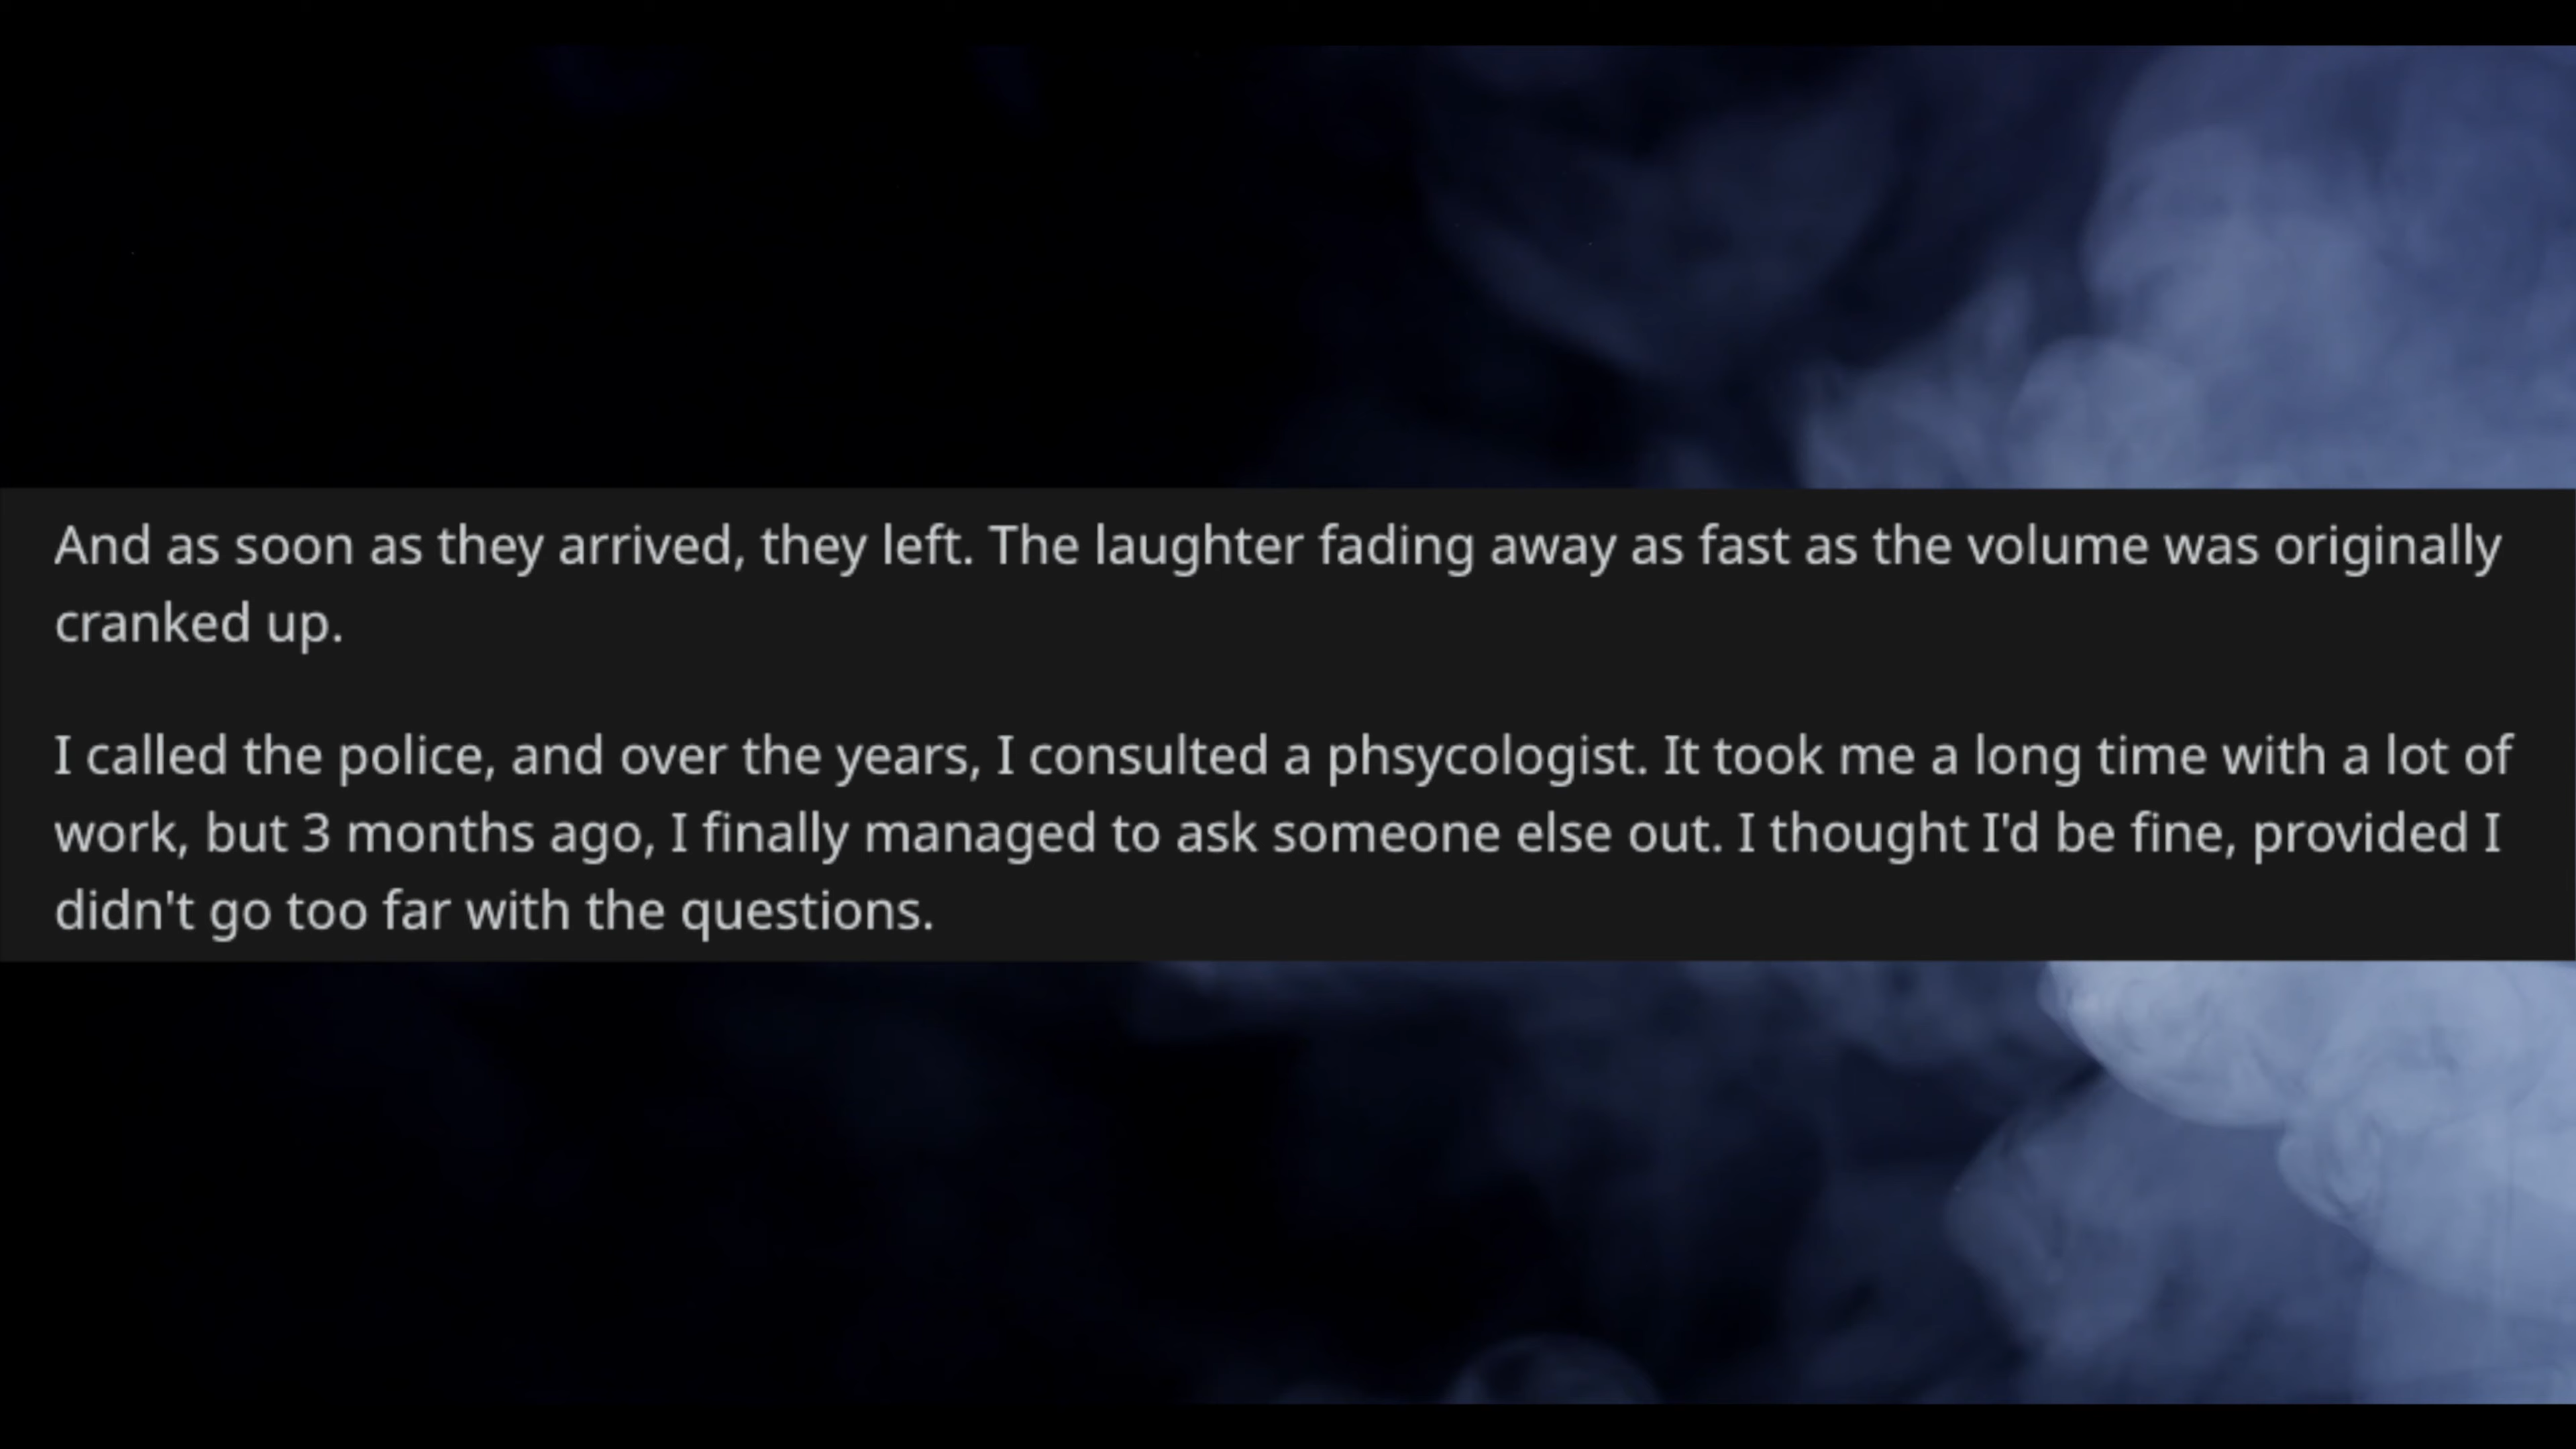 And as soon as they arrived, they left. The laughter fading away as fast as the volume was originally
cranked up.
I called the police, and over the years, I consulted a phsycologist. It took me a long time with a lot of
work, but 3 months ago, I finally managed to ask someone else out. I thought I'd be fine, provided I
didn't go too far with the questions.